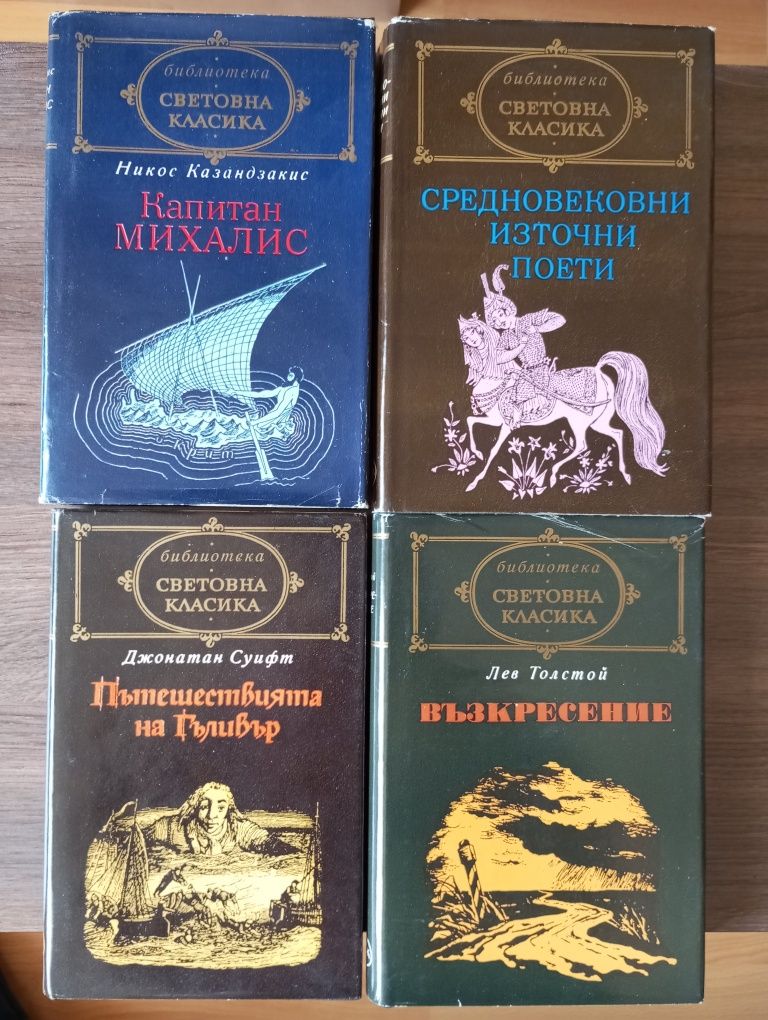 библиотека
СВЕТОВНА
КЛАСИКА
Никос Казандзакис
Капитан
МИХАЛИС
о. Крит
библиотека
СВЕТОВНА
КЛАСИКА
СРЕДНОВЕКОВНИ
ИЗТОЧНИ
ПОЕТИ
библиотека
СВЕТОВНА
КЛАСИКА
Джонатан Суифт
Пътешествията
на Гъливър
библиотека
СВЕТОВНА
КЛАСИКА
Лев Толстой
ВЪЗКРЕСЕНИЕ